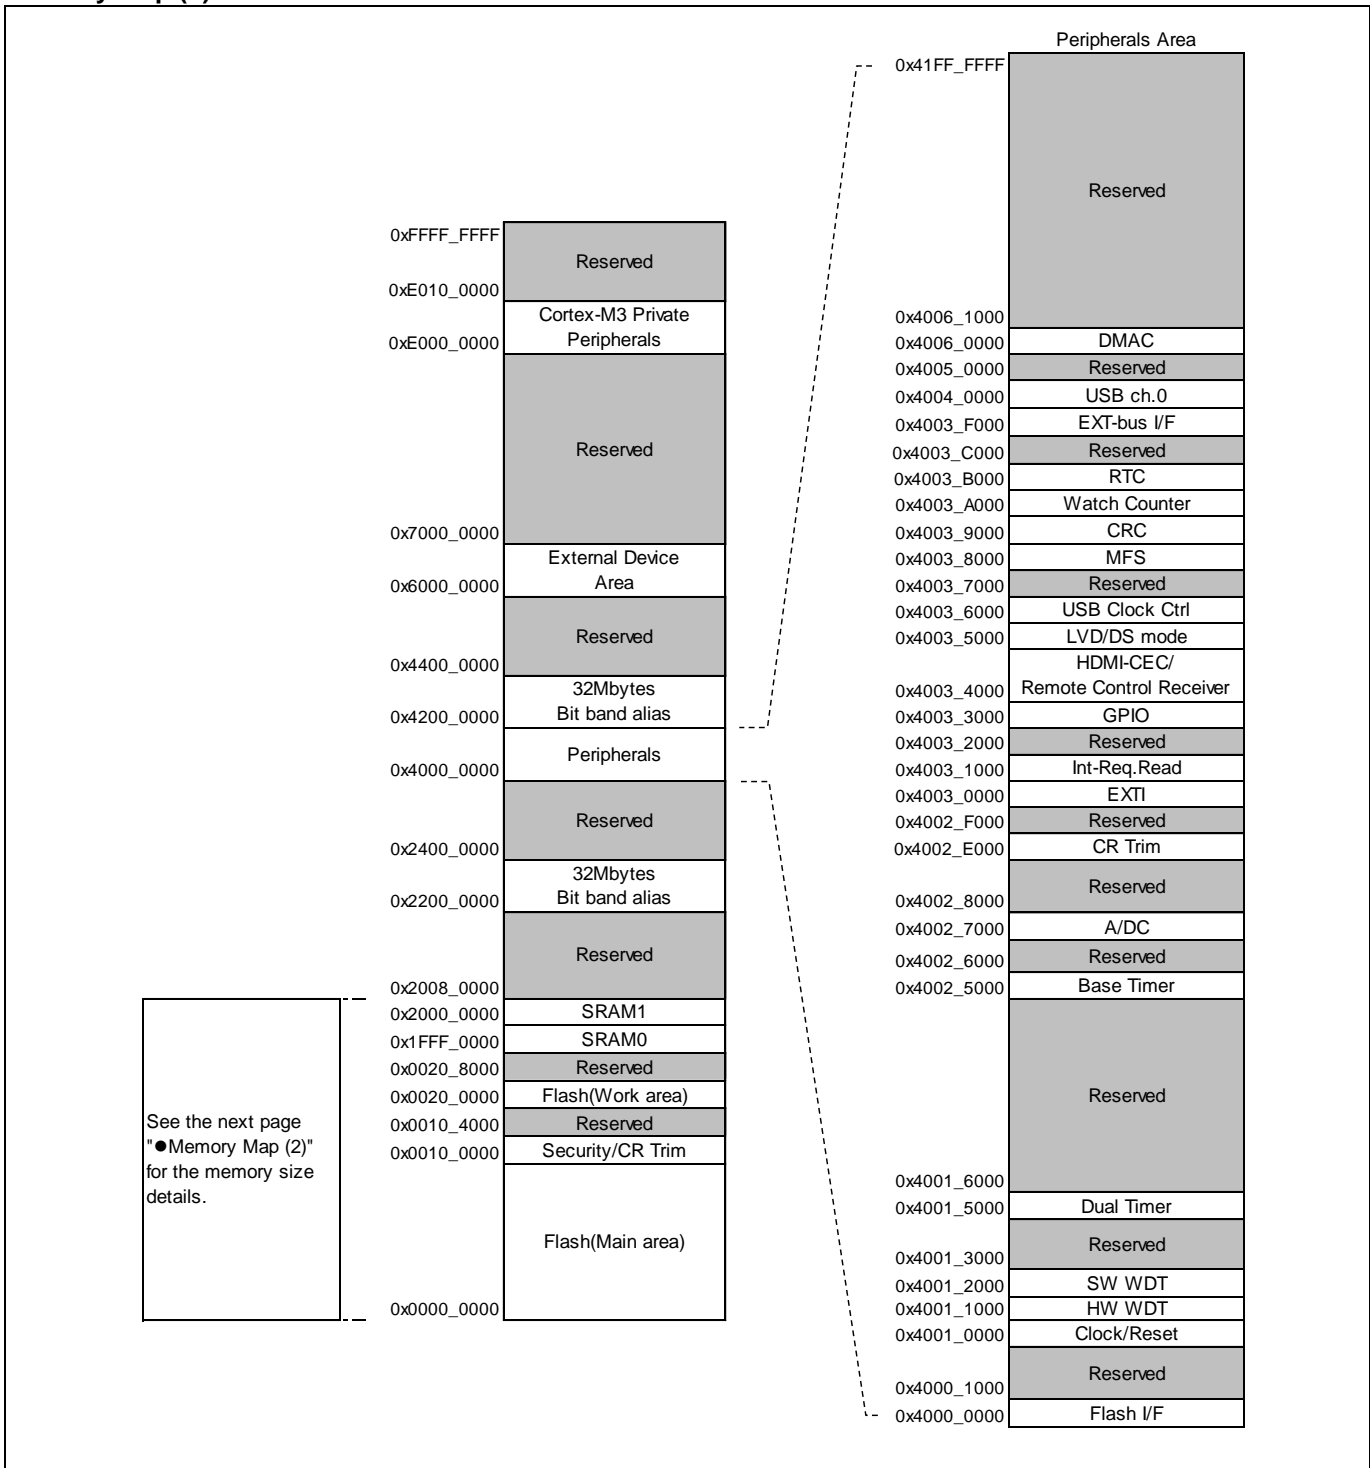 Peripherals Area
0x41FF_FFFF
Reserved
0x4006_1000
0x4006_0000 DMAC
0x4005_0000 Reserved
0x4004_0000 USB ch.0
0x4003_F000 EXT-bus I/F
0x4003_C000 Reserved
0x4003_B000 RTC
0x4003_A000 Watch Counter
0x4003_9000 CRC
0x4003_8000 MFS
0x4003_7000 Reserved
0x4003_6000 USB Clock Ctrl
0x4003_5000 LVD/DS mode
HDMI-CEC/
0x4003_4000 Remote Control Receiver
0x4003_3000 GPIO
0x4003_2000 Reserved
0x4003_1000 Int-Req.Read
0x4003_0000 EXTI
0x4002_F000 Reserved
0x4002_E000 CR Trim
Reserved
0x4002_8000
0x4002_7000 A/DC
0x4002_6000 Reserved
0x4002_5000 Base Timer
Reserved
0x4001_6000
0x4001_5000 Dual Timer
Reserved
0x4001_3000
0x4001_2000 SW WDT
0x4001_1000 HW WDT
0x4001_0000 Clock/Reset
Reserved
0x4000_1000
0x4000_0000 Flash I/F
0xFFFF_FFFF
Reserved
0xE010_0000
Cortex-M3 Private
0xE000_0000 Peripherals
Reserved
0x7000_0000
External Device
0x6000_0000 Area
Reserved
0x4400_0000
32Mbytes
0x4200_0000 Bit band alias
Peripherals
0x4000_0000
Reserved
0x2400_0000
32Mbytes
0x2200_0000 Bit band alias
Reserved
0x2008_0000
0x2000_0000 SRAM1
0x1FFF_0000 SRAM0
0x0020_8000 Reserved
0x0020_0000 Flash(Work area)
0x0010_4000 Reserved
0x0010_0000 Security/CR Trim
Flash(Main area)
0x0000_0000
See the next page
"●Memory Map (2)"
for the memory size
details.